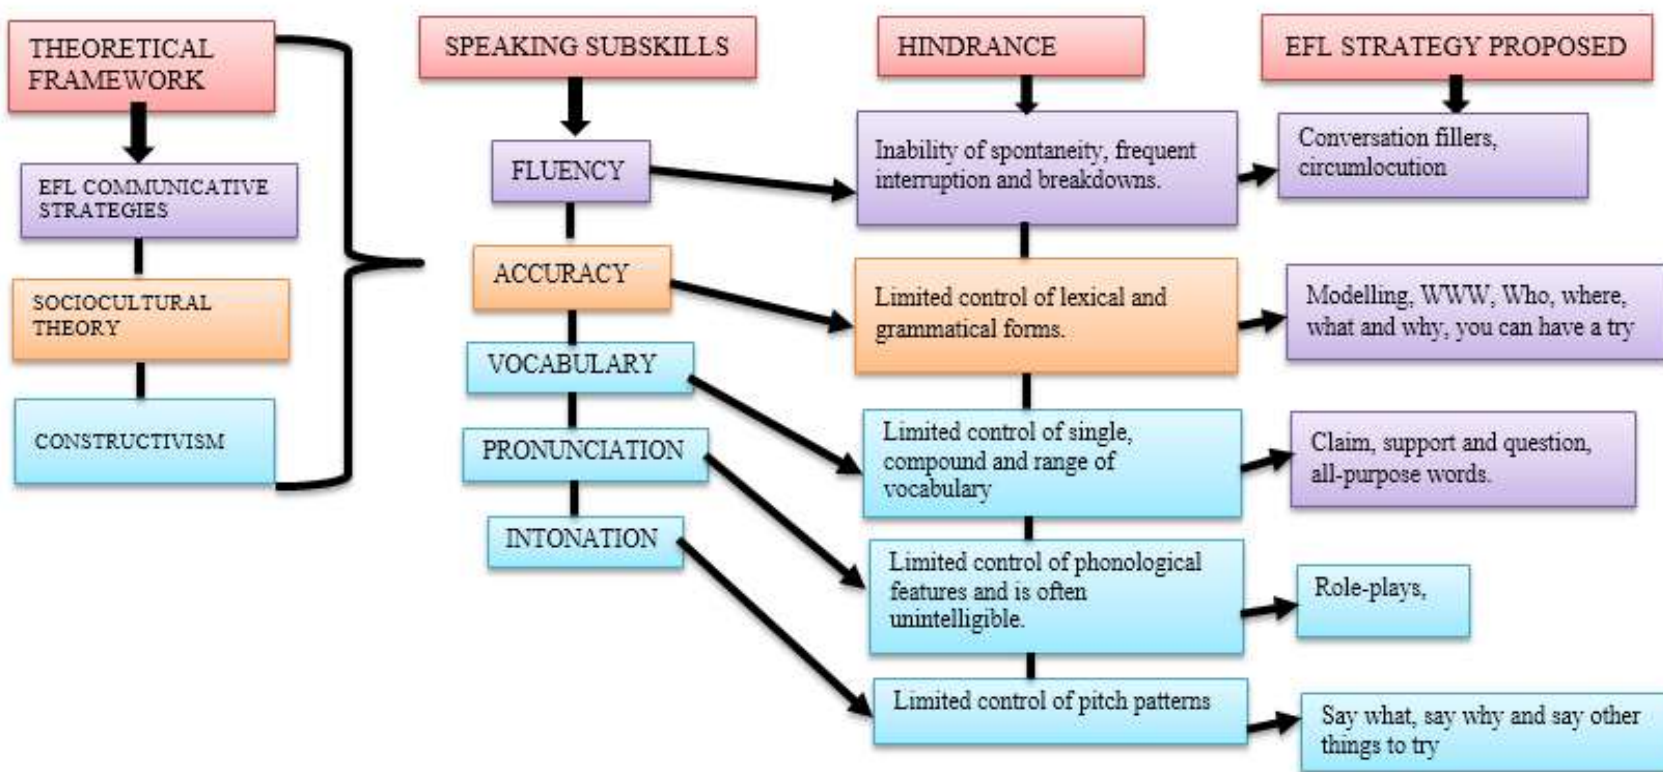 THEORETICAL
FRAMEWORK
EFL COMMUNICATIVE
STRATEGIES
SOCIOCULTURAL
THEORY
CONSTRUCTIVISM
SPEAKING SUBSKILLS
FLUENCY
ACCURACY
VOCABULARY
PRONUNCIATION
INTONATION
HINDRANCE
Inability of spontaneity, frequent
interruption and breakdowns.
Limited control of lexical and
grammatical forms.
Limited control of single,
compound and range of
vocabulary
Limited control of phonological
features and is often
unintelligible.
Limited control of pitch patterns
EFL STRATEGY PROPOSED
Conversation fillers,
circumlocution
Modelling, WWW, Who, where,
what and why, you can have a try
Claim, support and question,
all-purpose words.
Role-plays,
Say what, say why and say other
things to try